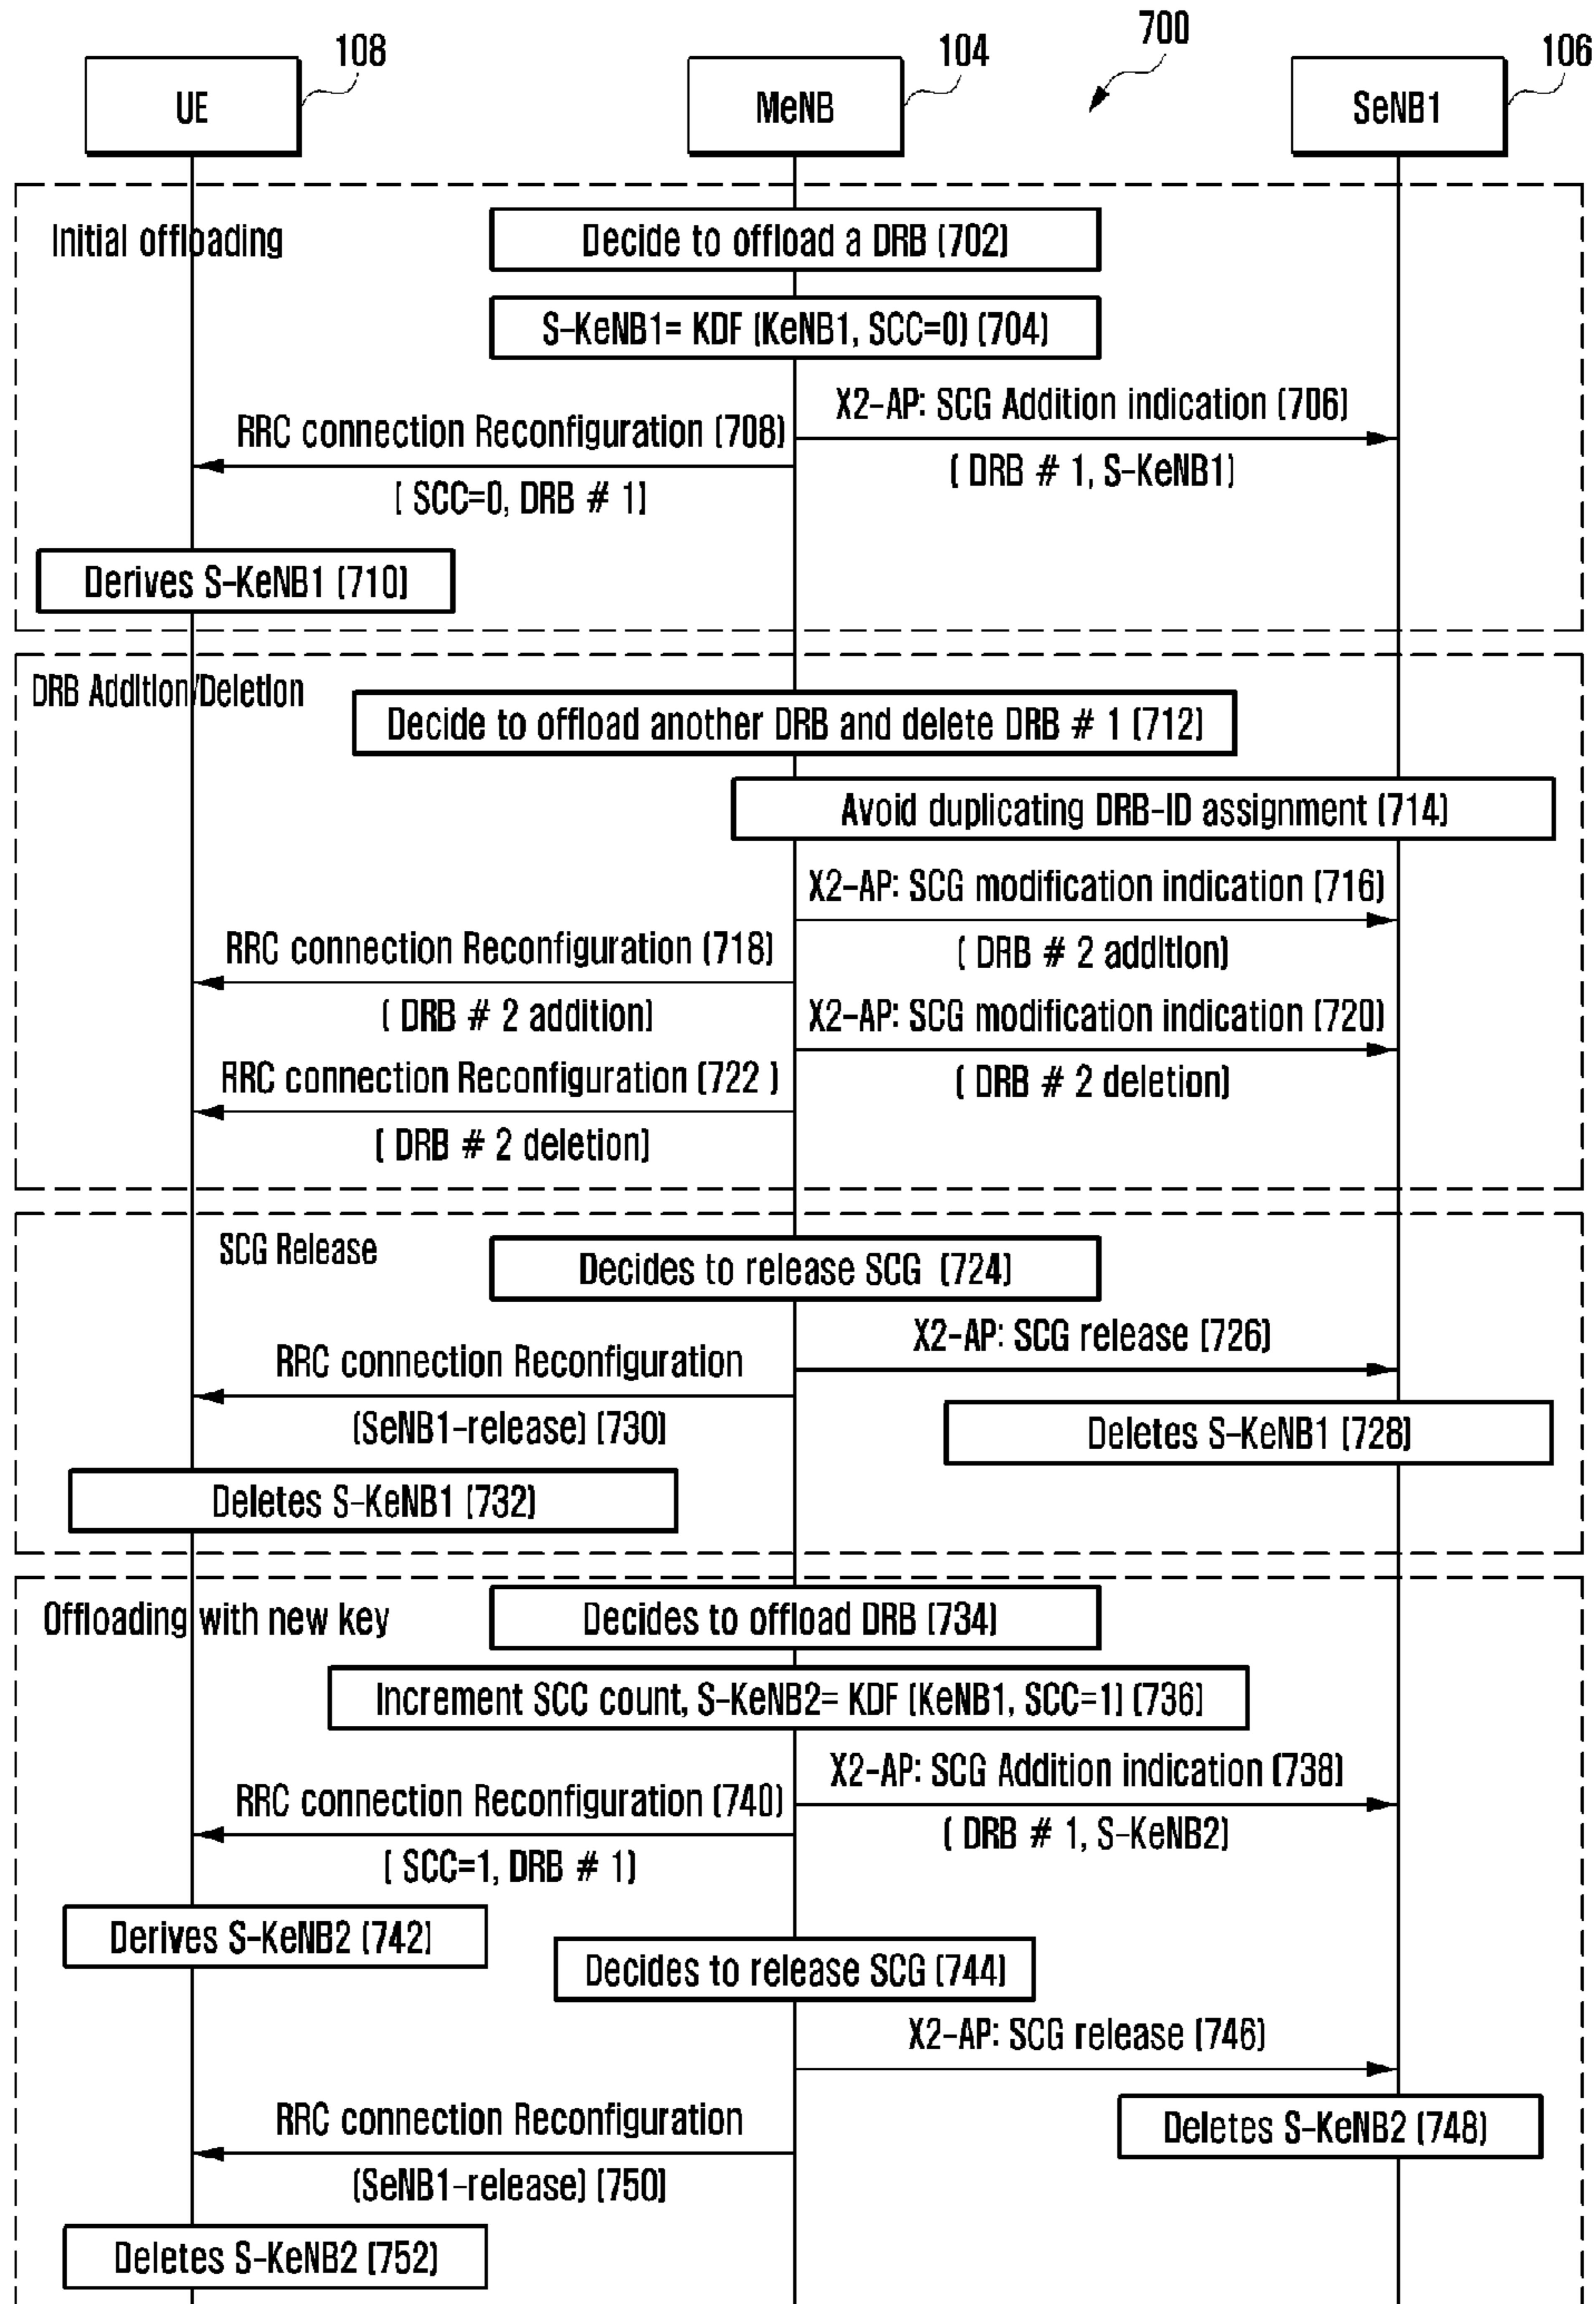 700
108
104
106
UE
MeNB
SeNB1
Initial offloading
Decide to offload a DRB (702)
S-KeNB1= KDF (KeNB1, SCC=0) (704)
X2-AP: SCG Addition indication (706)
RRC connection Reconfiguration (708)
( DRB # 1, S-KeNB1)
( SCC=0, DRB # 1)
Derives S-KeNB1 (710)
DRB Addition/Deletion
Decide to offload another DRB and delete DRB # 1 (712)
Avoid duplicating DRB-ID assignment (714)
X2-AP: SCG modification indication (716)
RRC connection Reconfiguration (718)
( DRB # 2 addition)
( DRB # 2 addition)
X2-AP: SCG modification indication (720)
RRC connection Reconfiguration (722 )
( DRB # 2 deletion)
( DRB # 2 deletion)
SCG Release
Decides to release SCG (724)
X2-AP: SCG release (726)
RRC connection Reconfiguration
(SeNB1-release) (730)
Deletes S-KeNB1 (728)
Deletes S-KeNB1 (732)
Offloading with new key
Decides to offload DRB (734)
Increment SCC count, S-KeNB2= KDF (KeNB1, SCC=1) (736)
X2-AP: SCG Addition indication (738)
RRC connection Reconfiguration (740)
( DRB # 1, S-KeNB2)
( SCC=1, DRB # 1)
Derives S-KeNB2 (742)
Decides to release SCG (744)
X2-AP: SCG release (746)
RRC connection Reconfiguration
Deletes S-KeNB2 (748)
(SeNB1-release) (750)
Deletes S-KeNB2 (752)